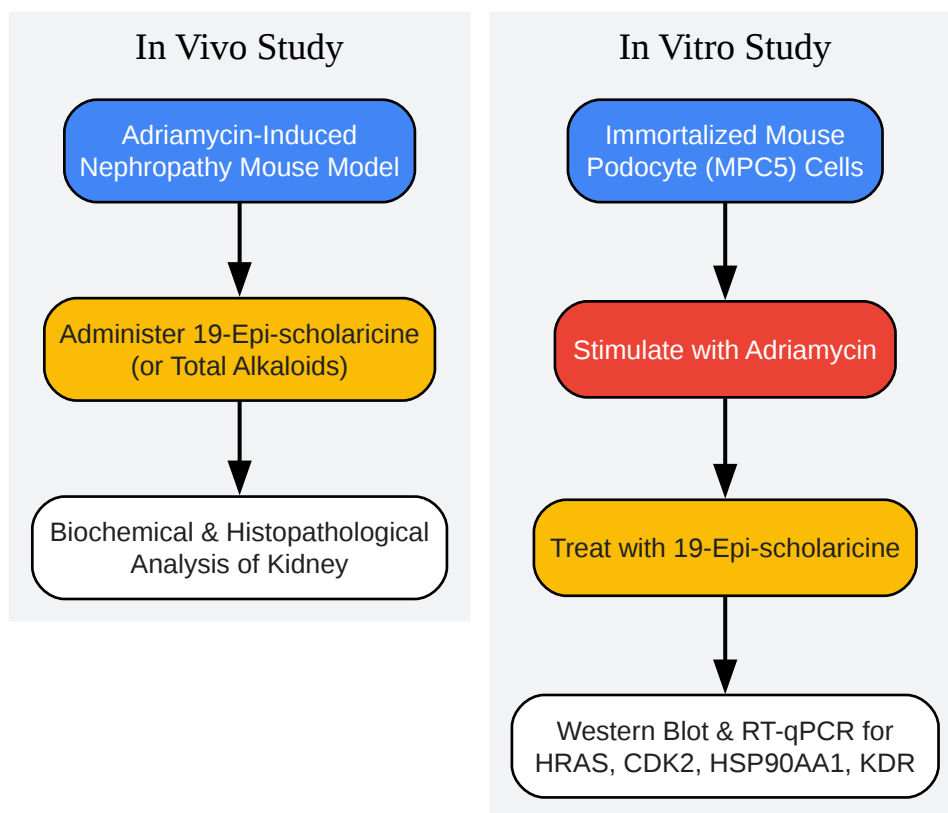 In Vivo Study
Adriamycin-Induced
Nephropathy Mouse Model
Administer 19-Epi-scholaricine
(or Total Alkaloids)
Biochemical & Histopathological
Analysis of Kidney
In Vitro Study
Immortalized Mouse
Podocyte (MPC5) Cells
Stimulate with Adriamycin
Treat with 19-Epi-scholaricine
Western Blot & RT-qPCR for
HRAS, CDK2, HSP90AA1, KDR